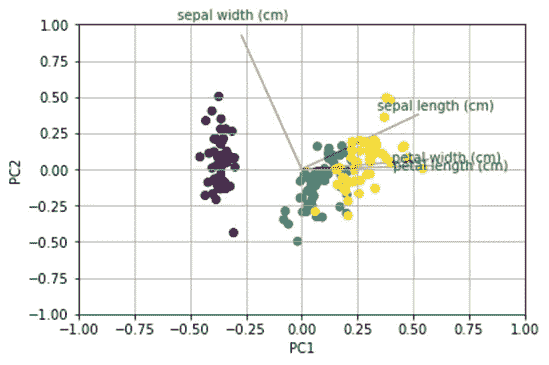 sepal width (cm)
1.00
0.75
0.50
sepal length (cm)
0.25
petal width (cm)
0.00
petal length (cm)
PC2
−0.25
−0.50
−0.75
−1.00
−1.00 −0.75 −0.50 −0.25 0.00 0.25 0.50 0.75 1.00
PC1